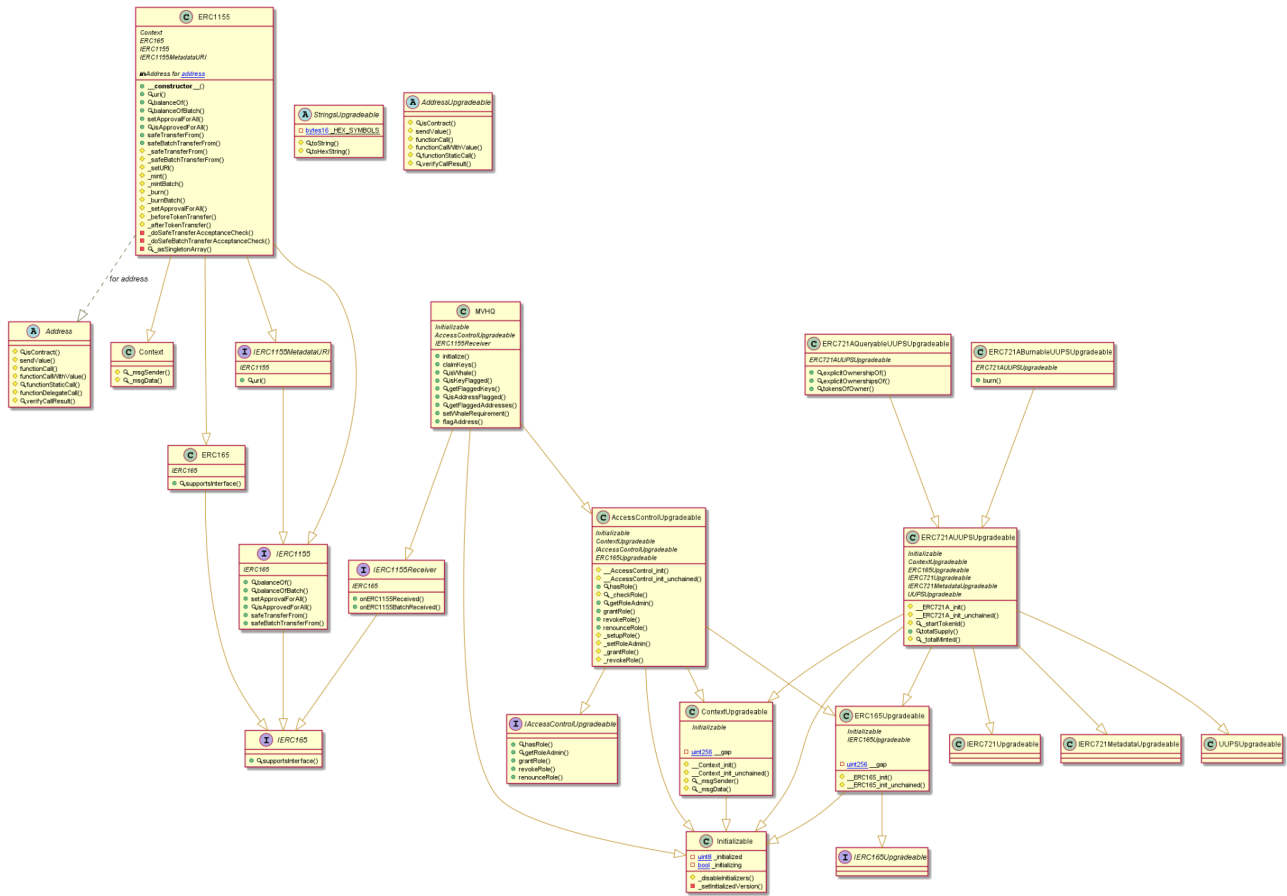 C ERC1155
Context
ERC165
IERC1155
IERC1155MetadataURI
Address for address
__constructor__()
uri()
balanceOf()
balanceOfBatch()
setApprovalForAll()
isApprovedForAll()
safeTransferFrom()
safeBatchTransferFrom()
_safeTransferFrom()
_safeBatchTransferFrom()
_setURI()
_mint()
_mintBatch()
_burn()
_burnBatch()
_setApprovalForAll()
_beforeTokenTransfer()
_afterTokenTransfer()
_doSafeTransferAcceptanceCheck()
_doSafeBatchTransferAcceptanceCheck()
_asSingletonArray()
A StringsUpgradeable
bytes16 _HEX_SYMBOLS
toString()
toHexString()
A AddressUpgradeable
isContract()
sendValue()
functionCall()
functionCallWithValue()
functionStaticCall()
verifyCallResult()
for address
A Address
isContract()
sendValue()
functionCall()
functionCallWithValue()
functionStaticCall()
functionDelegateCall()
verifyCallResult()
C Context
_msgSender()
_msgData()
I IERC1155MetadataURI
IERC1155
uri()
C MVHQ
Initializable
AccessControlUpgradeable
IERC1155Receiver
initialize()
claimKeys()
isWhale()
isKeyFlagged()
getFlaggedKeys()
isAddressFlagged()
getFlaggedAddresses()
setWhaleRequirement()
flagAddress()
C ERC721AQueryableUUPSUpgradeable
ERC721AUUPSUpgradeable
explicitOwnershipOf()
explicitOwnershipsOf()
tokensOfOwner()
C ERC721ABurnableUUPSUpgradeable
ERC721AUUPSUpgradeable
burn()
C ERC165
IERC165
supportsInterface()
I IERC1155
IERC165
balanceOf()
balanceOfBatch()
setApprovalForAll()
isApprovedForAll()
safeTransferFrom()
safeBatchTransferFrom()
I IERC1155Receiver
IERC165
onERC1155Received()
onERC1155BatchReceived()
C AccessControlUpgradeable
Initializable
ContextUpgradeable
IAccessControlUpgradeable
ERC165Upgradeable
__AccessControl_init()
__AccessControl_init_unchained()
hasRole()
_checkRole()
getRoleAdmin()
grantRole()
revokeRole()
renounceRole()
_setupRole()
_setRoleAdmin()
_grantRole()
_revokeRole()
C ERC721AUUPSUpgradeable
Initializable
ContextUpgradeable
ERC165Upgradeable
IERC721Upgradeable
IERC721MetadataUpgradeable
UUPSUpgradeable
__ERC721A_init()
__ERC721A_init_unchained()
_startTokenId()
totalSupply()
_totalMinted()
I IERC165
supportsInterface()
I IAccessControlUpgradeable
hasRole()
getRoleAdmin()
grantRole()
revokeRole()
renounceRole()
C ContextUpgradeable
Initializable
uint256 __gap
__Context_init()
__Context_init_unchained()
_msgSender()
_msgData()
C ERC165Upgradeable
Initializable
IERC165Upgradeable
uint256 __gap
__ERC165_init()
__ERC165_init_unchained()
C IERC721Upgradeable
C IERC721MetadataUpgradeable
C UUPSUpgradeable
C Initializable
uint8 _initialized
bool _initializing
_disableInitializers()
_setInitializedVersion()
I IERC165Upgradeable